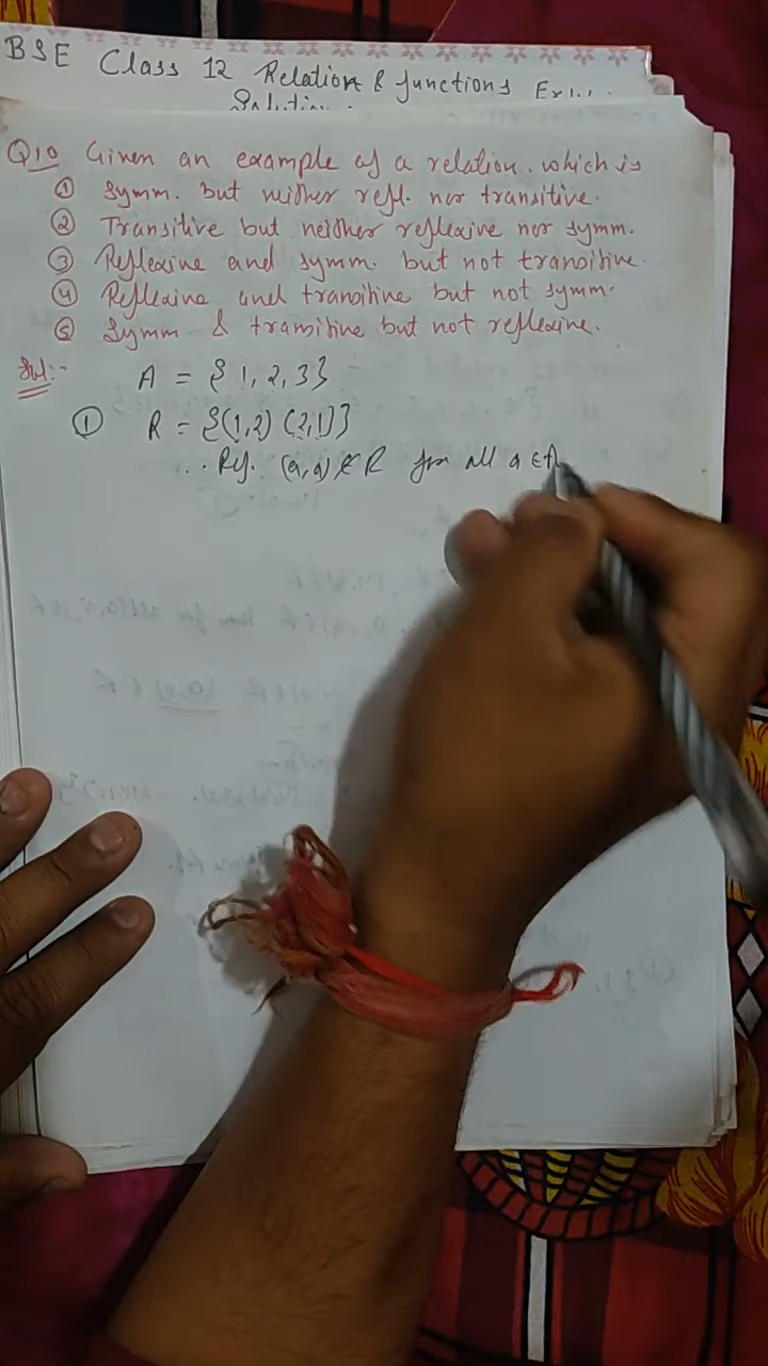 BSE Class 12 Relation & functions Ex1..
Solution.
Q10 Given an example of a relation. which is
① Symm. but neither refl. nor transitive.
② Transitive but neither reflexive nor symm.
③ Reflexive and symm. but not transitive.
④ Reflexive and transitive but not symm.
⑤ Symm & transitive but not reflexive.
Sol:- A = {1, 2, 3}
① R = {(1,2) (2,1)}
... Ref. (a,a) ∉ R for all a ∈ A